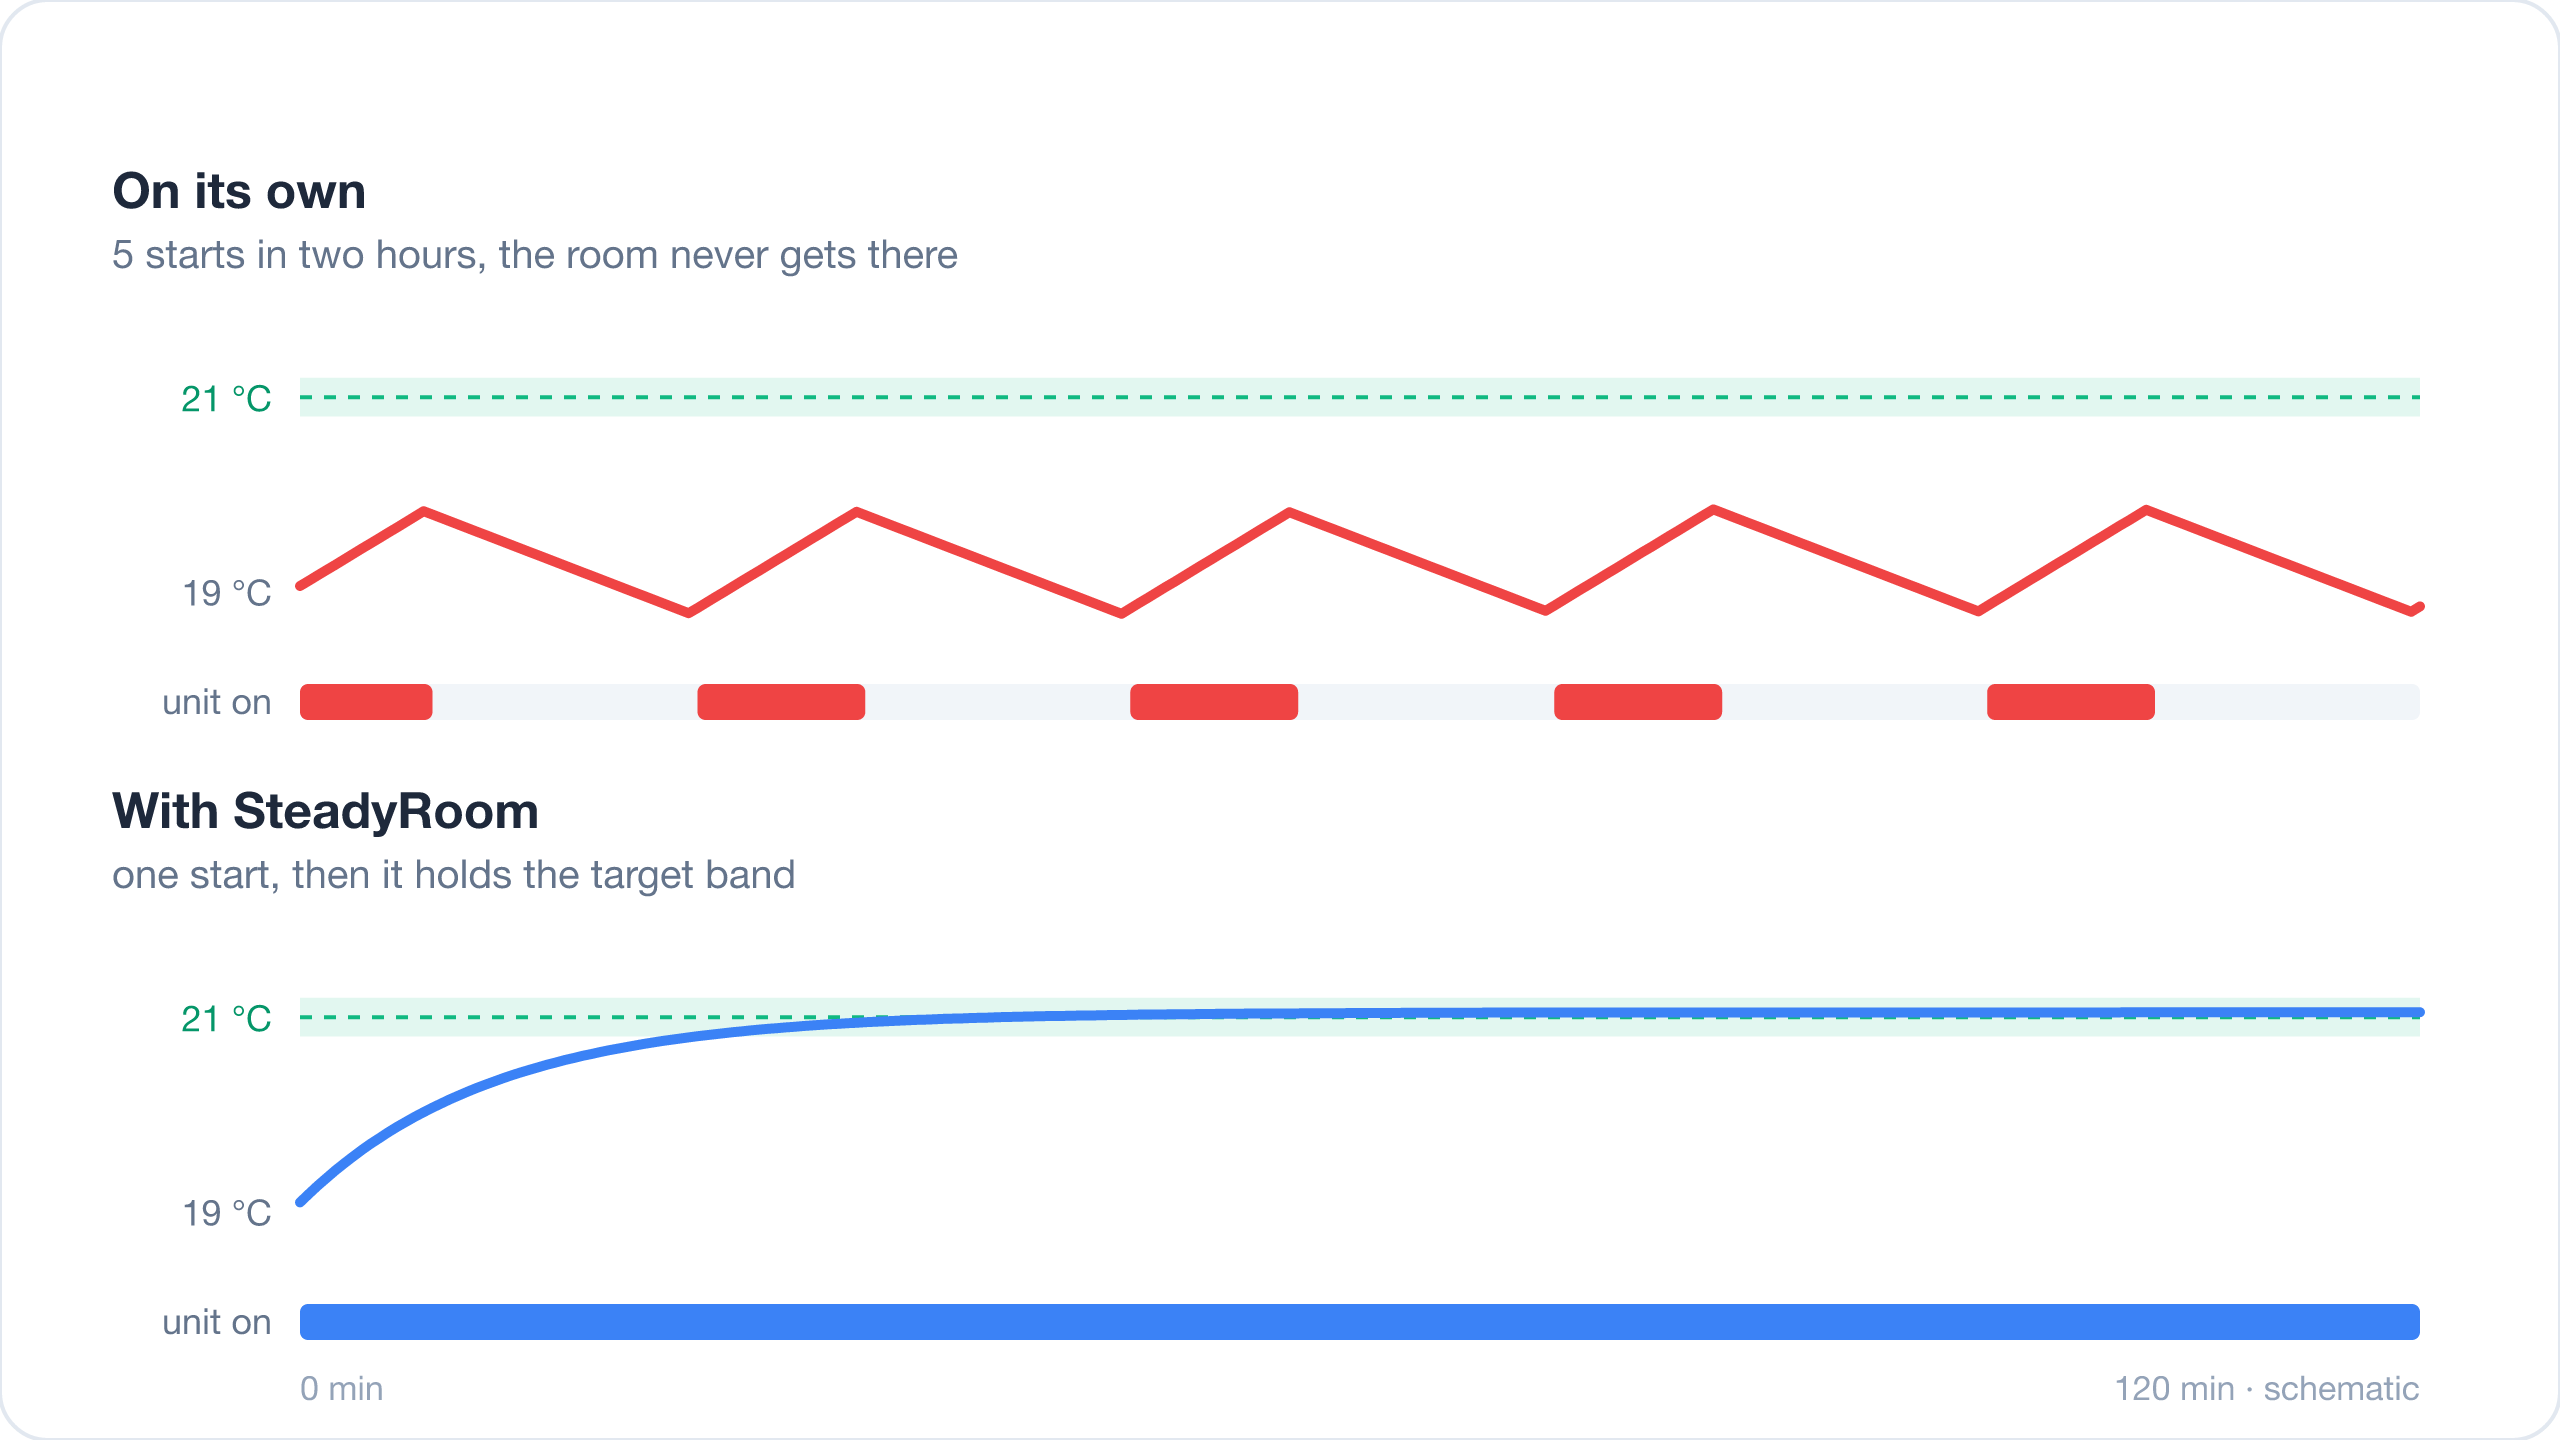 On its own
5 starts in two hours, the room never gets there
21 °C
19 °C
unit on
With SteadyRoom
one start, then it holds the target band
21 °C
19 °C
unit on
0 min
120 min · schematic